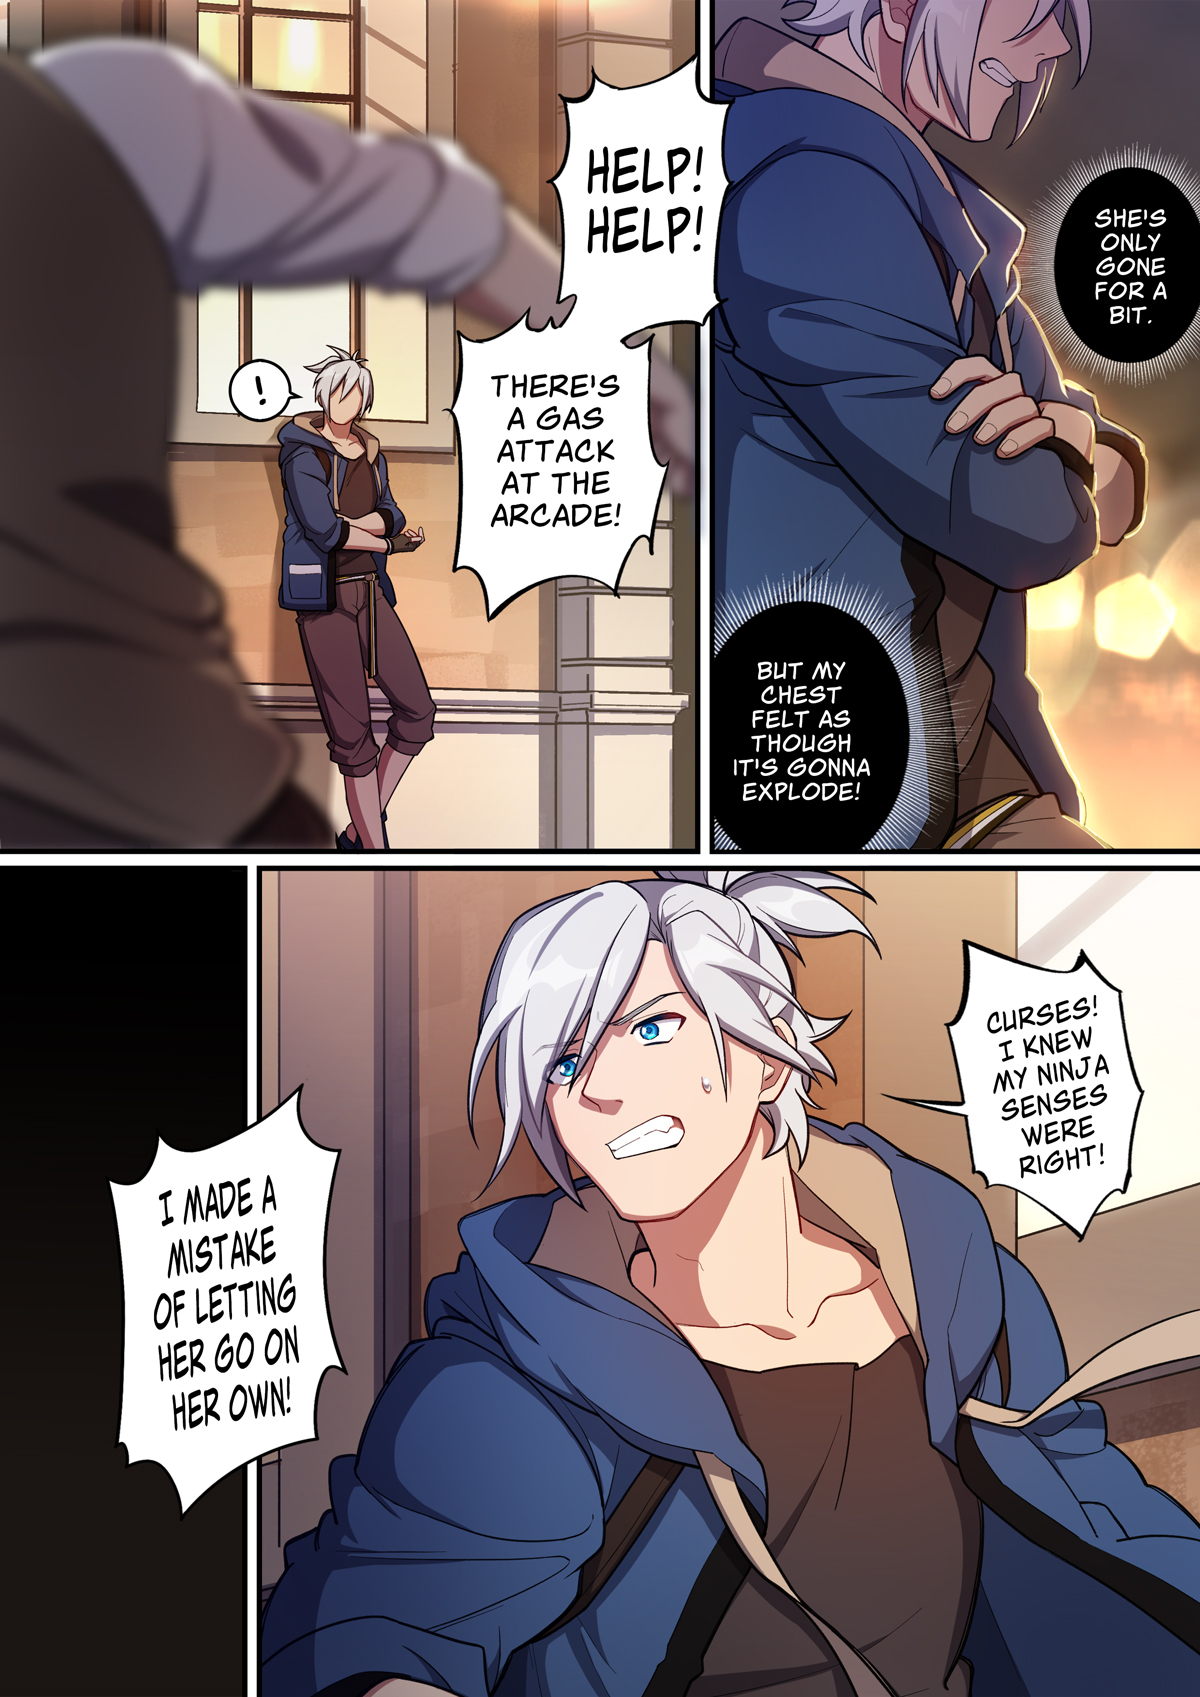 SHE'S
ONLY
GONE
FOR A
BIT.
BUT MY
CHEST
FELT AS
THOUGH
IT'S GONNA
EXPLODE!
HELP!
HELP!
THERE'S
A GAS
ATTACK
AT THE
ARCADE!
!
CURSES!
I KNEW
MY NINJA
SENSES
WERE
RIGHT!
I MADE A
MISTAKE
OF LETTING
HER GO ON
HER OWN!